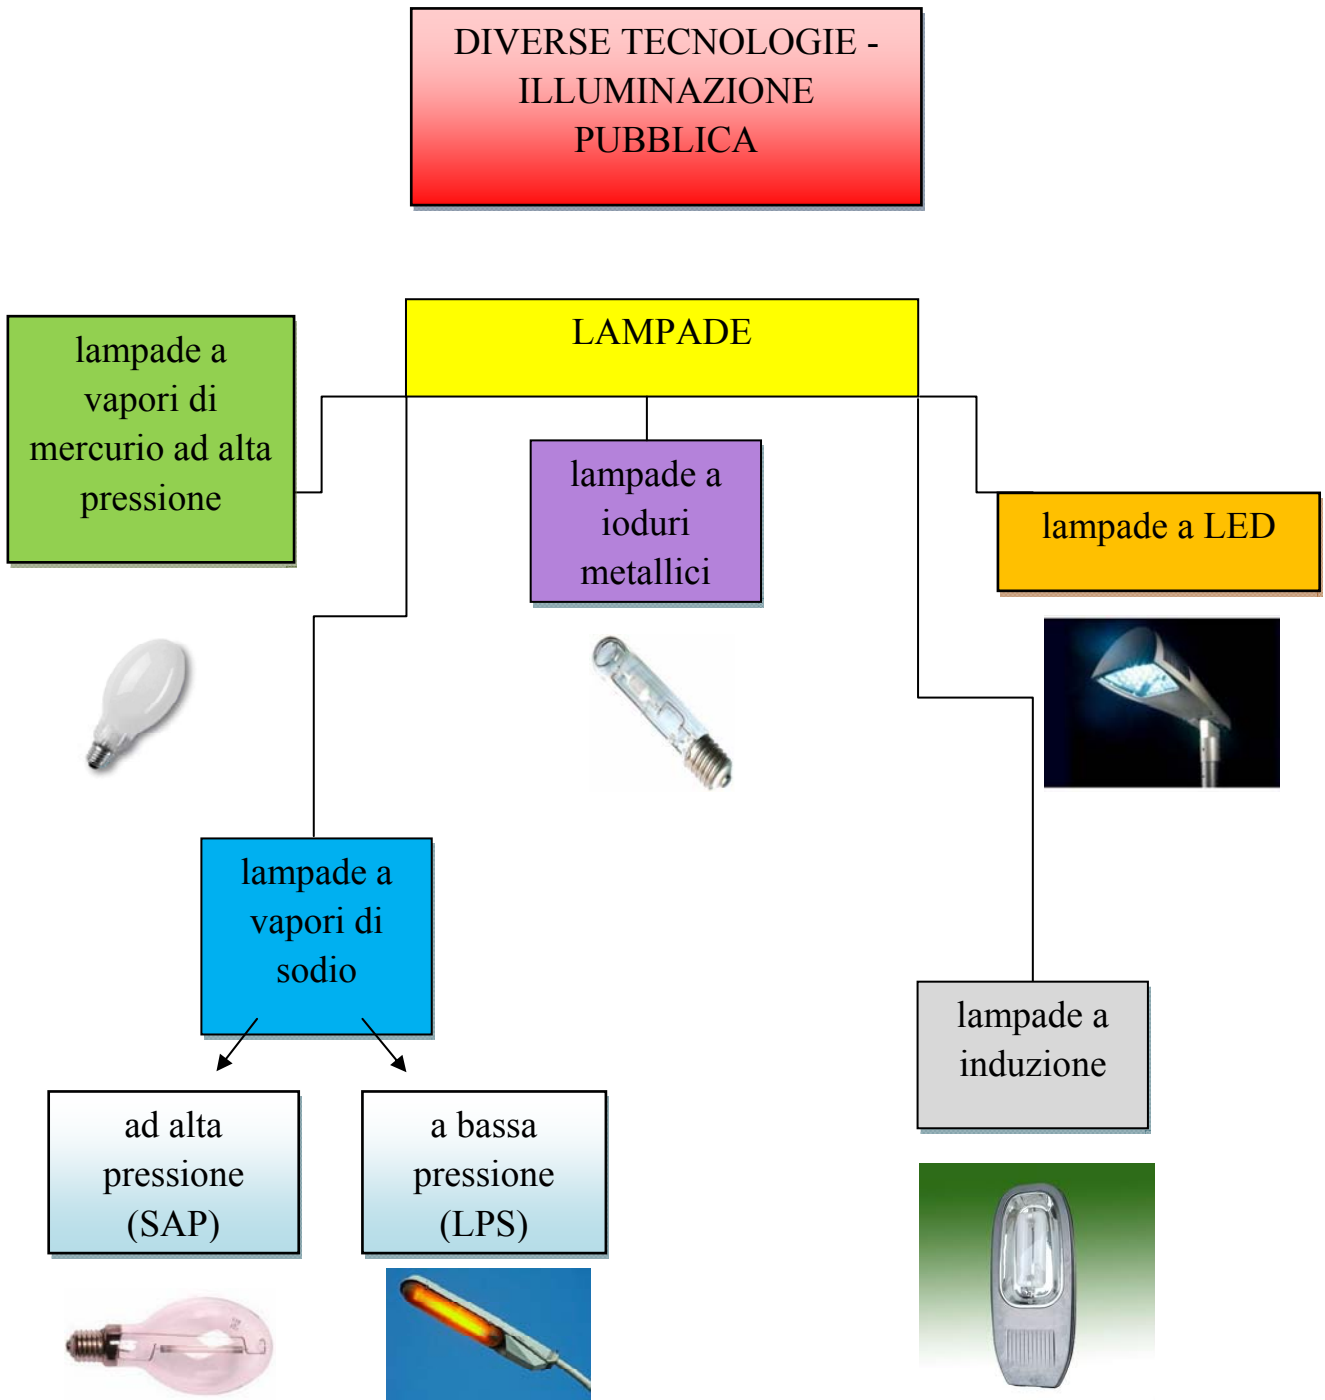 DIVERSE TECNOLOGIE -
ILLUMINAZIONE
PUBBLICA
LAMPADE
lampade a
vapori di
mercurio ad alta
pressione
lampade a
ioduri
metallici
lampade a LED
lampade a
vapori di
sodio
lampade a
induzione
ad alta
pressione
(SAP)
a bassa
pressione
(LPS)